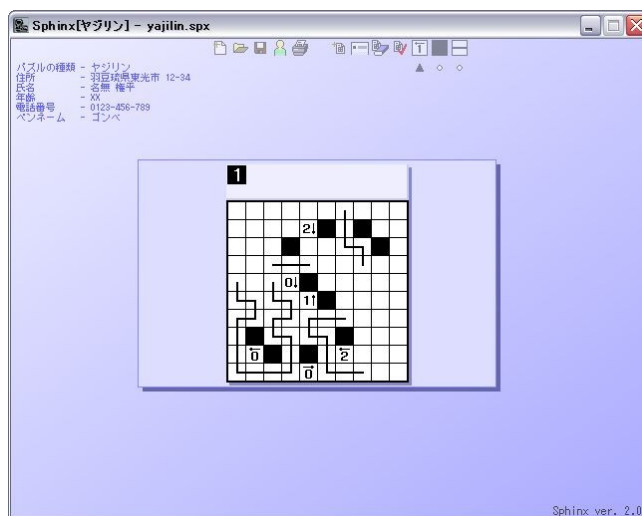 Sphinx[ヤジリン] - yajilin.spx
パズルの種類 - ヤジリン
住所 - 羽豆琉県東光市 12-34
氏名 - 名無 権平
年齢 - XX
電話番号 - 0123-456-789
ペンネーム - ゴンベ
1
2↓
0↓
1↑
←0
←2
→0
Sphinx ver. 2.0